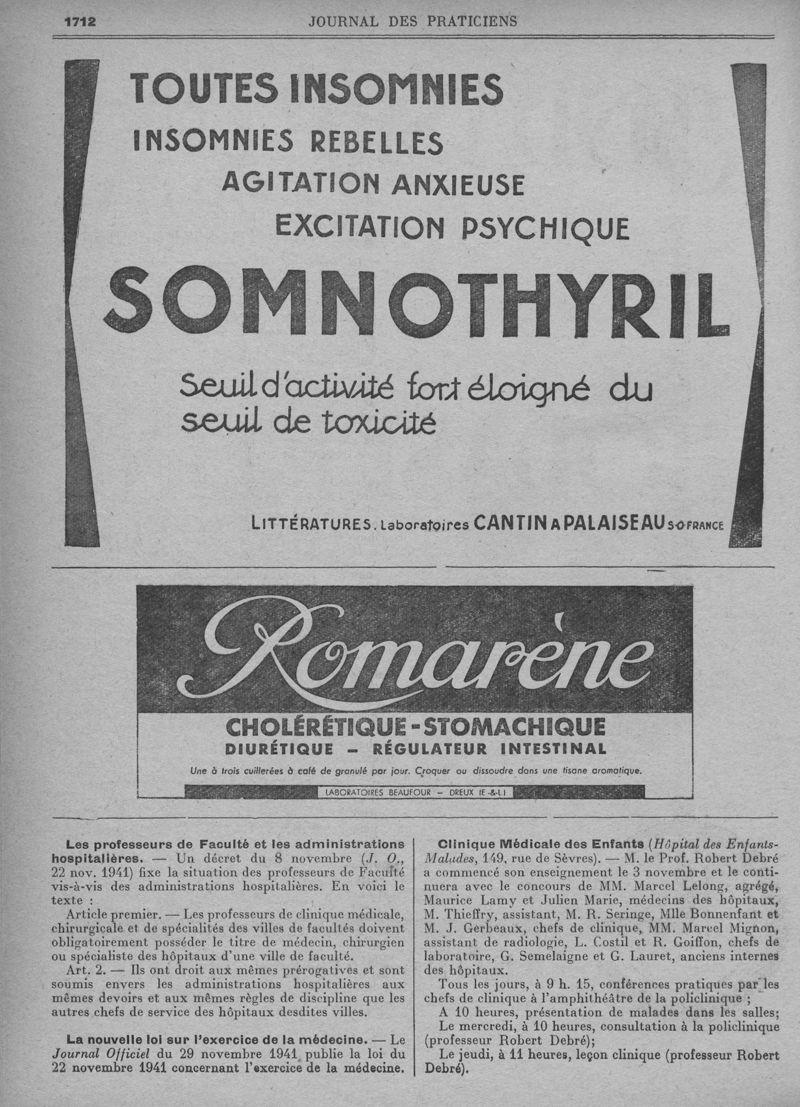 1712
JOURNAL DES PRATICIENS
TOUTES INSOMNIES
INSOMNIES REBELLES
AGITATION ANXIEUSE
EXCITATION PSYCHIQUE
SOMNOTHYRIL
Seuil d'activité fort éloigné du
seuil de toxicité
LITTÉRATURES. Laboratoires CANTIN A PALAISEAU S-O FRANCE
Romarène
CHOLÉRÉTIQUE - STOMACHIQUE
DIURÉTIQUE – RÉGULATEUR INTESTINAL
Une à trois cuillerées à café de granulé par jour. Croquer ou dissoudre dans une tisane aromatique.
LABORATOIRES BEAUFOUR – DREUX (E.-&-L.)
Les professeurs de Faculté et les administrations
hospitalières. — Un décret du 8 novembre (J. O.,
22 nov. 1941) fixe la situation des professeurs de Faculté
vis-à-vis des administrations hospitalières. En voici le
texte :
Article premier. — Les professeurs de clinique médicale,
chirurgicale et de spécialités des villes de facultés doivent
obligatoirement posséder le titre de médecin, chirurgien
ou spécialiste des hôpitaux d'une ville de faculté.
Art. 2. — Ils ont droit aux mêmes prérogatives et sont
soumis envers les administrations hospitalières aux
mêmes devoirs et aux mêmes règles de discipline que les
autres chefs de service des hôpitaux desdites villes.
La nouvelle loi sur l'exercice de la médecine. — Le
Journal Officiel du 29 novembre 1941 publie la loi du
22 novembre 1941 concernant l'exercice de la médecine.
Clinique Médicale des Enfants (Hôpital des Enfants-
Malades, 149, rue de Sèvres). — M. le Prof. Robert Debré
a commencé son enseignement le 3 novembre et le conti-
nuera avec le concours de MM. Marcel Lelong, agrégé,
Maurice Lamy et Julien Marie, médecins des hôpitaux,
M. Thieffry, assistant, M. R. Seringe, Mlle Bonnenfant et
M. J. Gerbeaux, chefs de clinique, MM. Marcel Mignon,
assistant de radiologie, L. Costil et R. Goiffon, chefs de
laboratoire, G. Semelaigne et G. Lauret, anciens internes
des hôpitaux.
Tous les jours, à 9 h. 15, conférences pratiques par les
chefs de clinique à l'amphithéâtre de la policlinique ;
A 10 heures, présentation de malades dans les salles;
Le mercredi, à 10 heures, consultation à la policlinique
(professeur Robert Debré);
Le jeudi, à 11 heures, leçon clinique (professeur Robert
Debré).